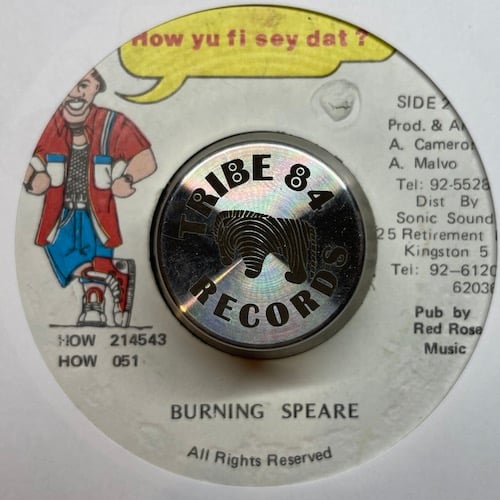 How yu fi sey dat ?
SIDE 2
Prod. &
A. Cameron
A. Malvo
Tel: 92-5528
Dist By
Sonic Sound
25 Retirement
Kingston 5
Tel: 92-6120
62036
Pub by
Red Rose
Music
TRIBE 84
RECORDS
HOW 214543
HOW 051
BURNING SPEARE
All Rights Reserved